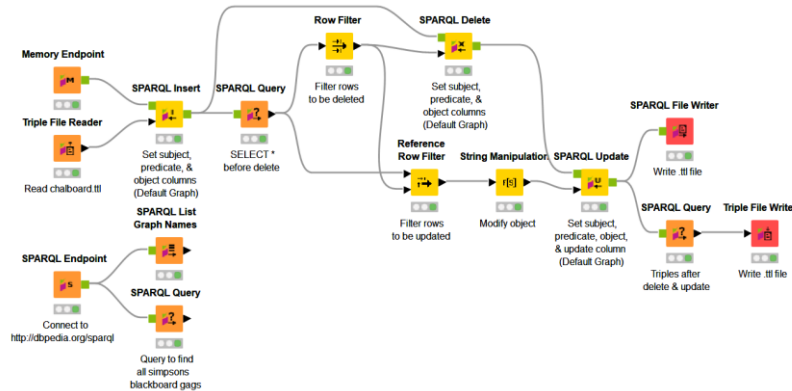 Row Filter
Filter rows
to be deleted
SPARQL Delete
Set subject,
predicate, &
object columns
(Default Graph)
Memory Endpoint
M
Triple File Reader
Read chalboard.ttl
SPARQL Insert
Set subject,
predicate, &
object columns
(Default Graph)
SPARQL Query
?
SELECT *
before delete
Reference
Row Filter
Filter rows
to be updated
String Manipulation
r[s]
Modify object
SPARQL Update
U
Set subject,
predicate, object,
& update column
(Default Graph)
SPARQL File Writer
Write .ttl file
SPARQL Query
?
Triples after
delete & update
Triple File Write
Write .ttl file
SPARQL List
Graph Names
SPARQL Endpoint
S
Connect to
http://dbpedia.org/sparql
SPARQL Query
?
Query to find
all simpsons
blackboard gags